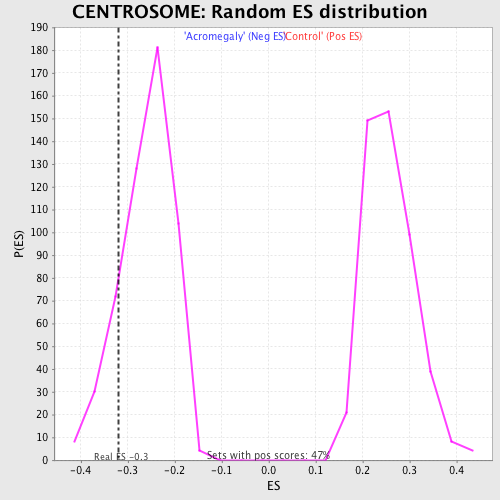 CENTROSOME: Random ES distribution
'Acromegaly' (Neg ES)
'Control' (Pos ES)
190
180
170
160
150
140
130
120
110
100
90
80
70
60
50
40
30
20
10
0
P(ES)
Real ES -0.3
Sets with pos scores: 47%
-0.4 -0.3 -0.2 -0.1 0.0 0.1 0.2 0.3 0.4
ES